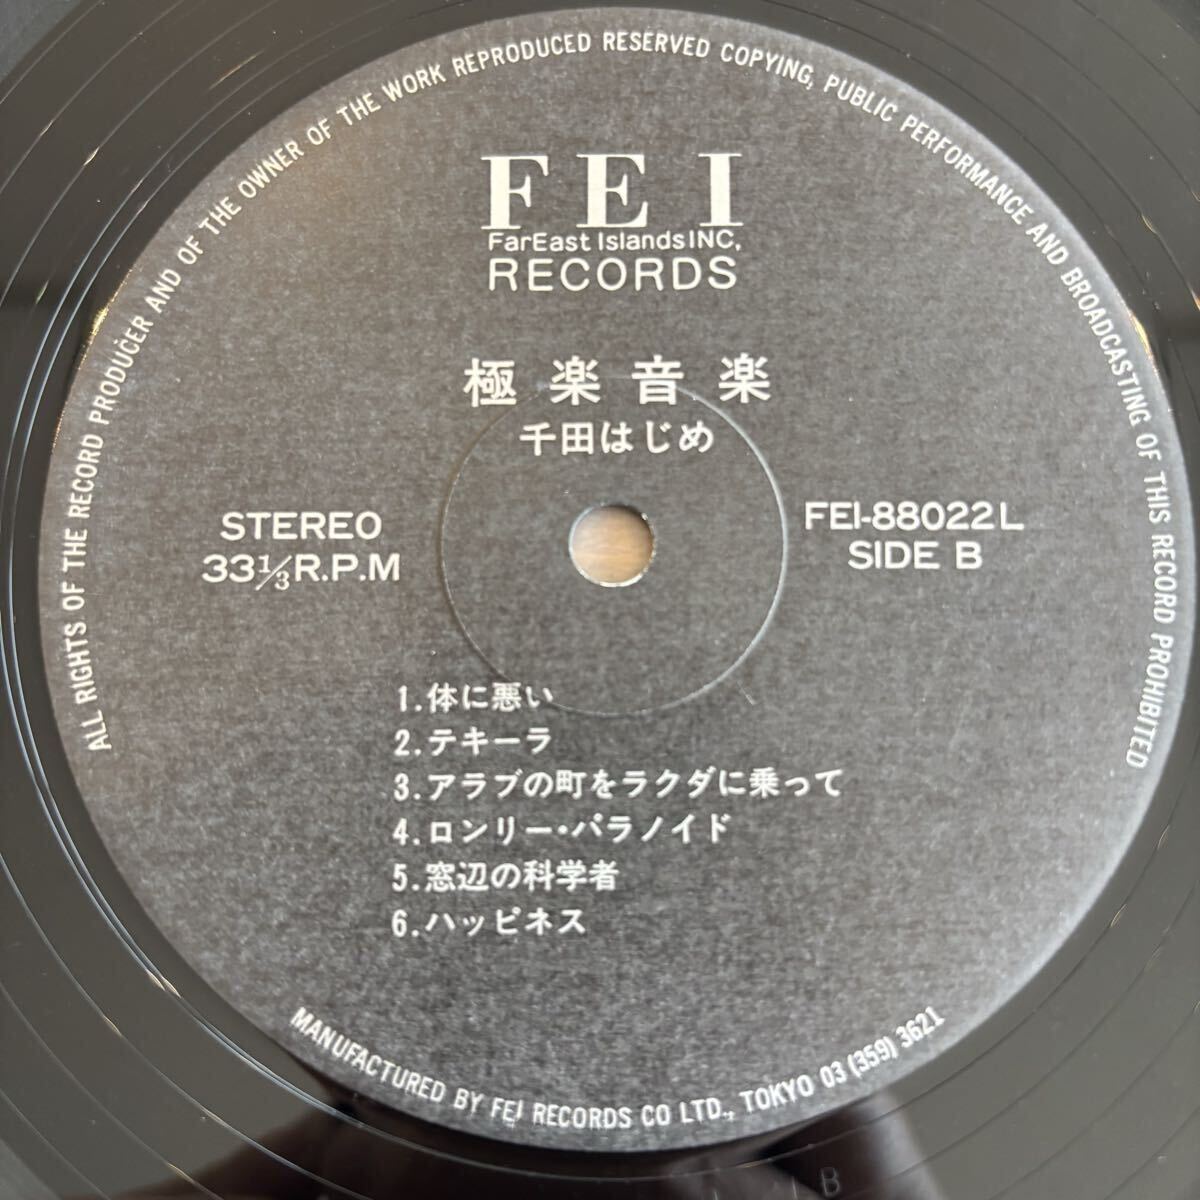 ALL RIGHTS OF THE RECORD PRODUCER AND OF THE OWNER OF THE WORK REPRODUCED RESERVED COPYING, PUBLIC PERFORMANCE AND BROADCASTING OF THIS RECORD PROHIBITED
FEI
FarEast IslandsINC,
RECORDS
極楽音楽
千田はじめ
STEREO
33 1/3 R.P.M
FEI-88022L
SIDE B
1.体に悪い
2.テキーラ
3.アラブの町をラクダに乗って
4.ロンリー・パラノイド
5.窓辺の科学者
6.ハッピネス
MANUFACTURED BY FEI RECORDS CO LTD., TOKYO 03 (359) 3621